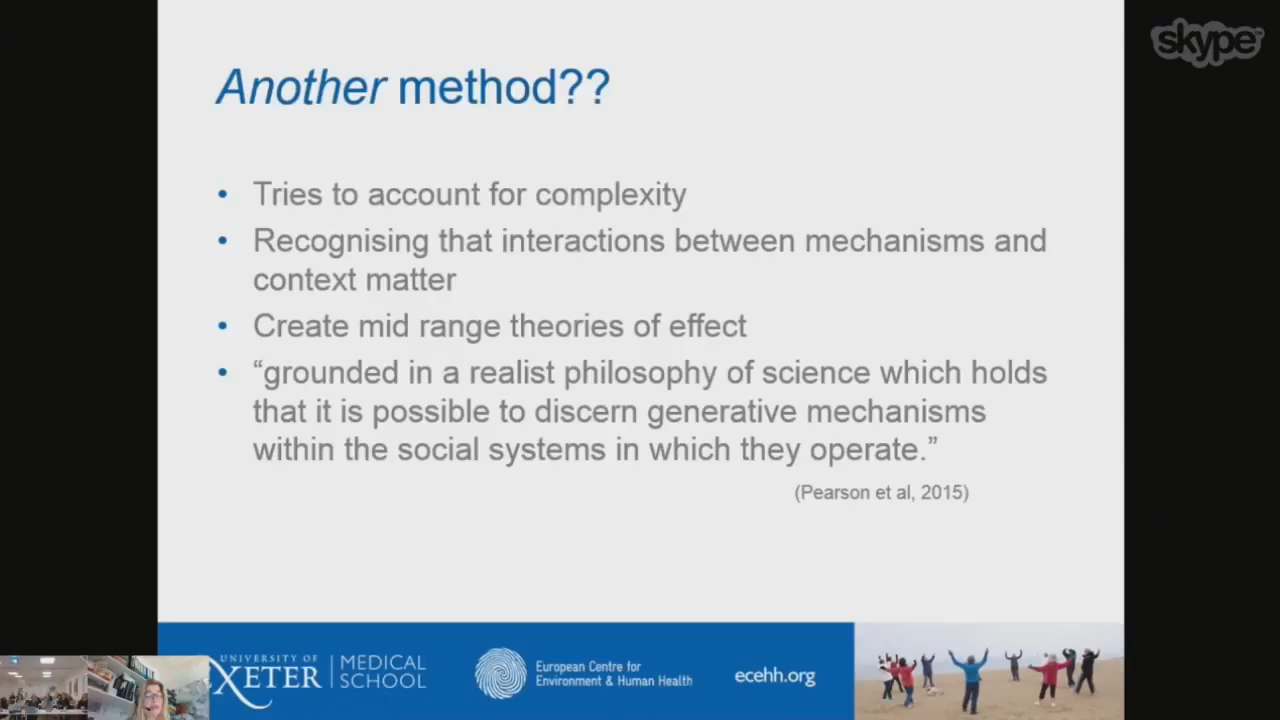 skype
Another method??
• Tries to account for complexity
• Recognising that interactions between mechanisms and
context matter
• Create mid range theories of effect
• “grounded in a realist philosophy of science which holds
that it is possible to discern generative mechanisms
within the social systems in which they operate.”
(Pearson et al, 2015)
UNIVERSITY OF
EXETER
MEDICAL
SCHOOL
European Centre for
Environment & Human Health
ecehh.org